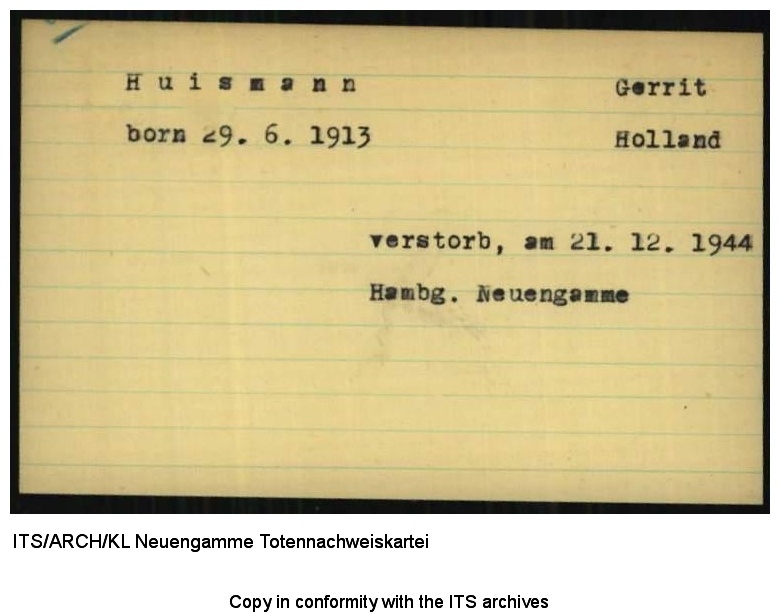 H u i s m a n n Gerrit
born 29. 6. 1913 Holland
verstorb, am 21. 12. 1944
Hambg. Neuengamme
ITS/ARCH/KL Neuengamme Totennachweiskartei
Copy in conformity with the ITS archives